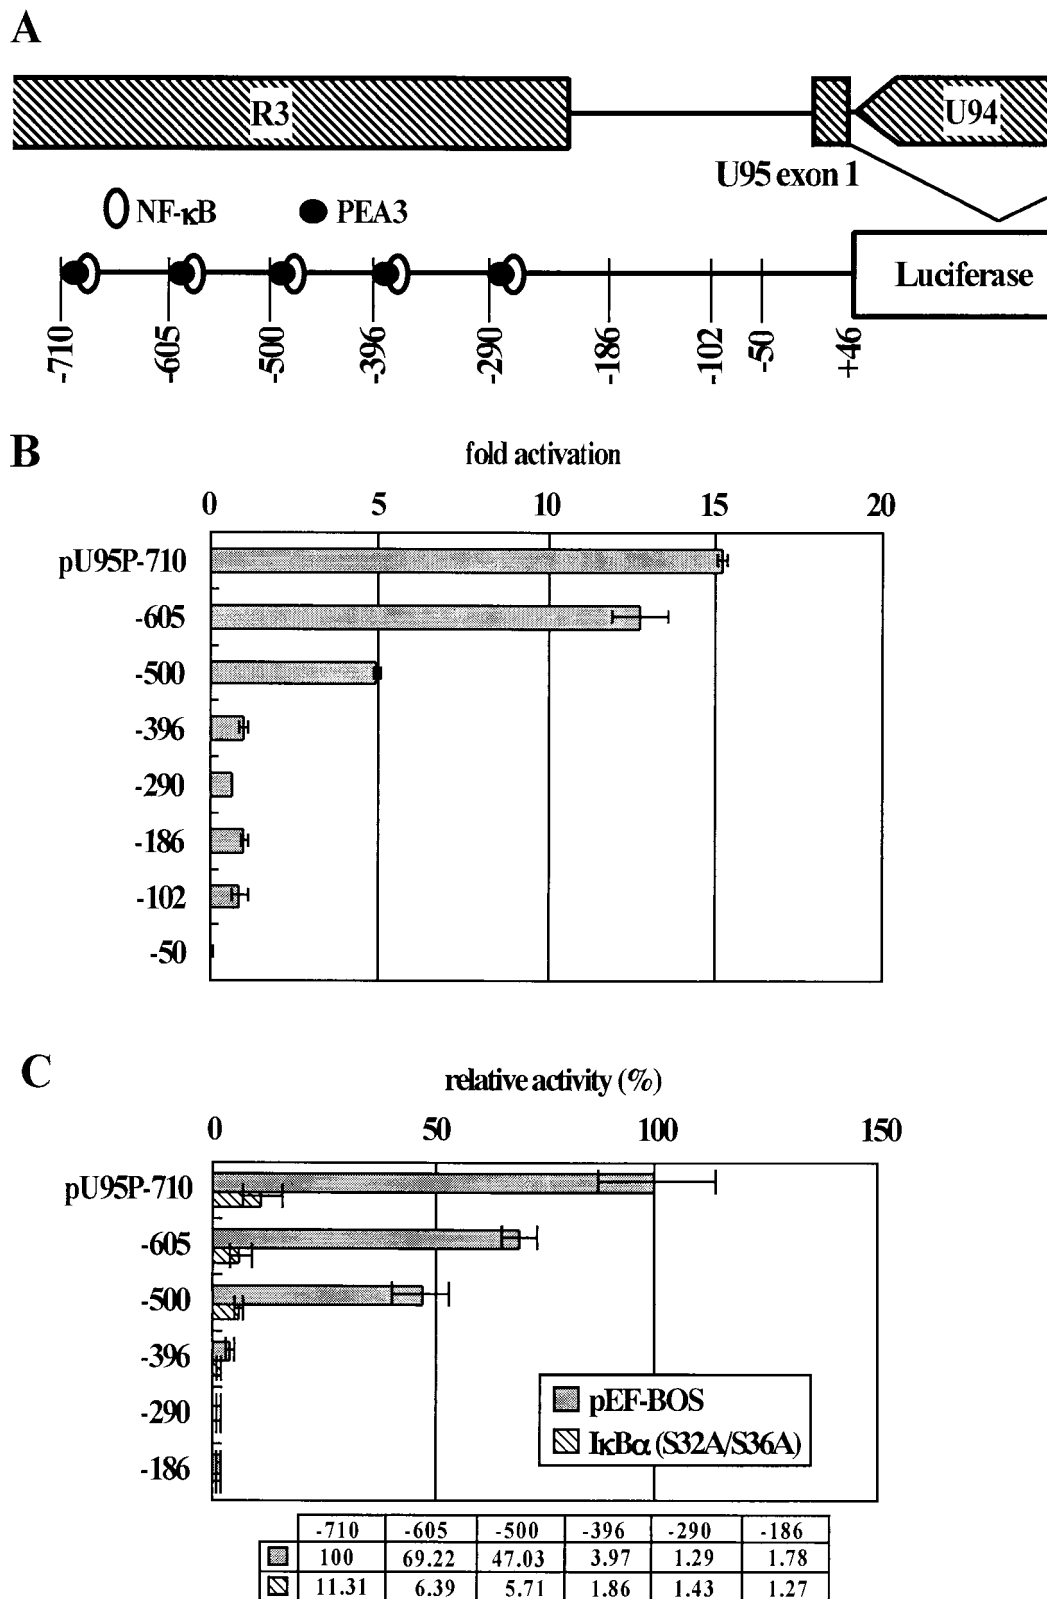 A
R3
U94
U95 exon 1
NF-κB
PEA3
Luciferase
-710
-605
-500
-396
-290
-186
-102
-50
+46
B
fold activation
0 5 10 15 20
pU95P-710
-605
-500
-396
-290
-186
-102
-50
C
relative activity (%)
0 50 100 150
pU95P-710
-605
-500
-396
-290
-186
pEF-BOS
IκBα (S32A/S36A)
-710 -605 -500 -396 -290 -186
100 69.22 47.03 3.97 1.29 1.78
11.31 6.39 5.71 1.86 1.43 1.27